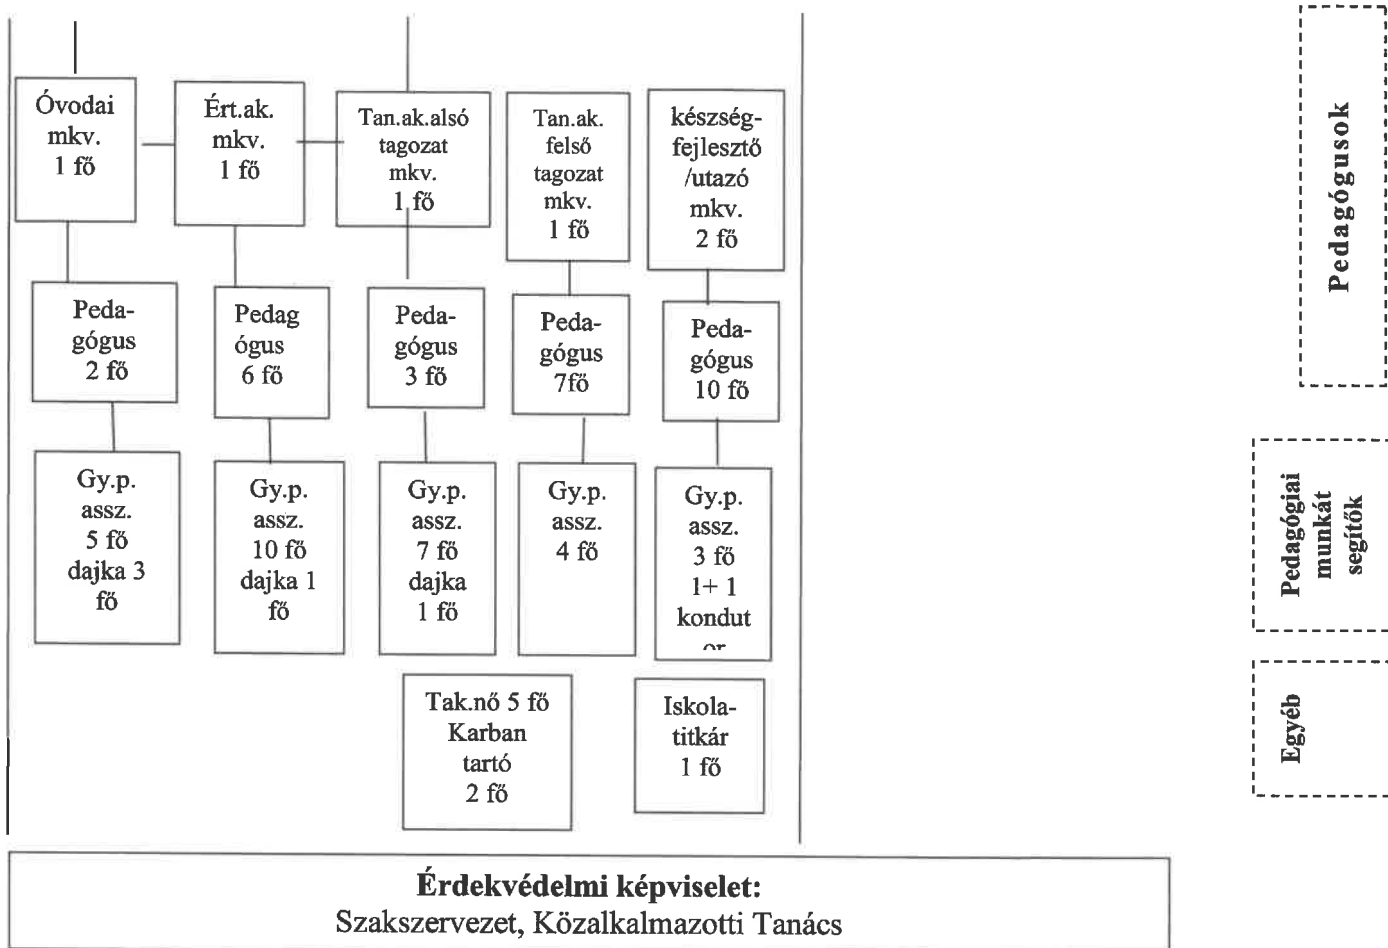 Óvodai
mkv.
1 fő
Ért.ak.
mkv.
1 fő
Tan.ak.alsó
tagozat
mkv.
1 fő
Tan.ak.
felső
tagozat
mkv.
1 fő
készség-
fejlesztő
/utazó
mkv.
2 fő
Peda-
gógus
2 fő
Pedag
ógus
6 fő
Peda-
gógus
3 fő
Peda-
gógus
7fő
Peda-
gógus
10 fő
Gy.p.
assz.
5 fő
dajka 3
fő
Gy.p.
assz.
10 fő
dajka 1
fő
Gy.p.
assz.
7 fő
dajka
1 fő
Gy.p.
assz.
4 fő
Gy.p.
assz.
3 fő
1+ 1
kondut
or
Tak.nő 5 fő
Karban
tartó
2 fő
Iskola-
titkár
1 fő
Pedagógusok
Pedagógiai
munkát
segítők
Egyéb
Érdekvédelmi képviselet:
Szakszervezet, Közalkalmazotti Tanács